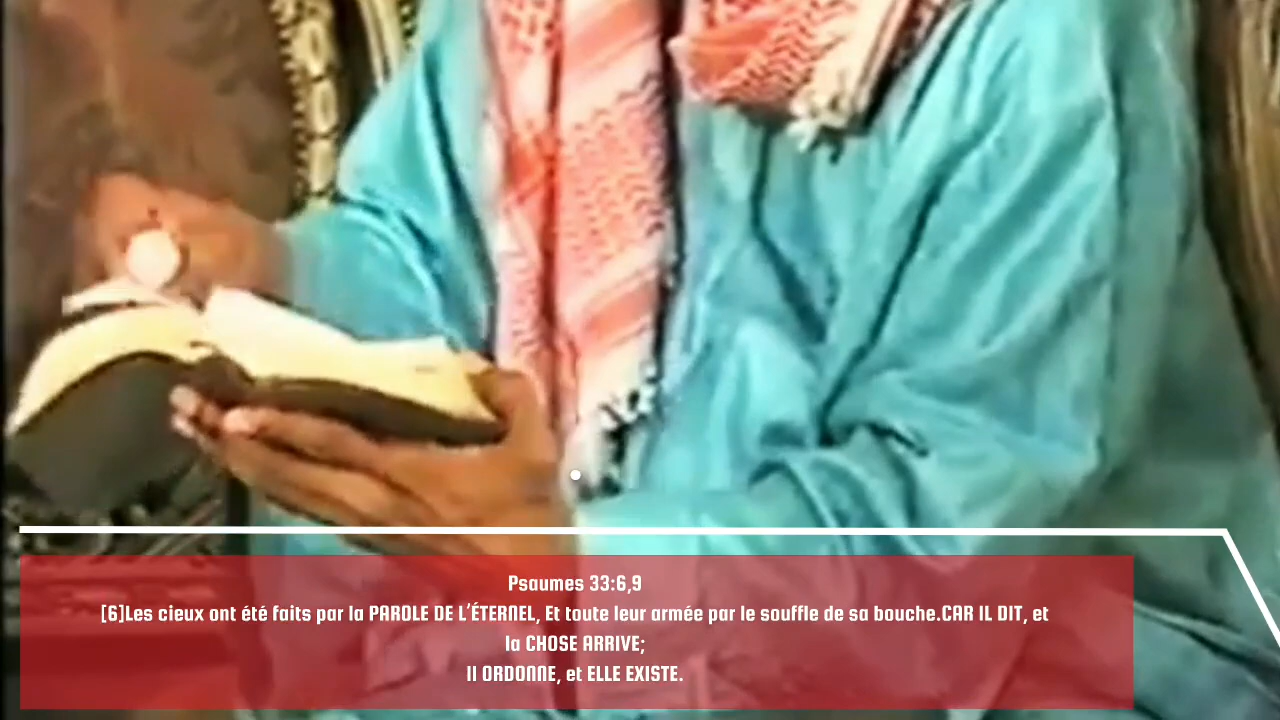 Psaumes 33:6,9
[6]Les cieux ont été faits par la PAROLE DE L'ÉTERNEL, Et toute leur armée par le souffle de sa bouche.CAR IL DIT, et
la CHOSE ARRIVE;
Il ORDONNE, et ELLE EXISTE.